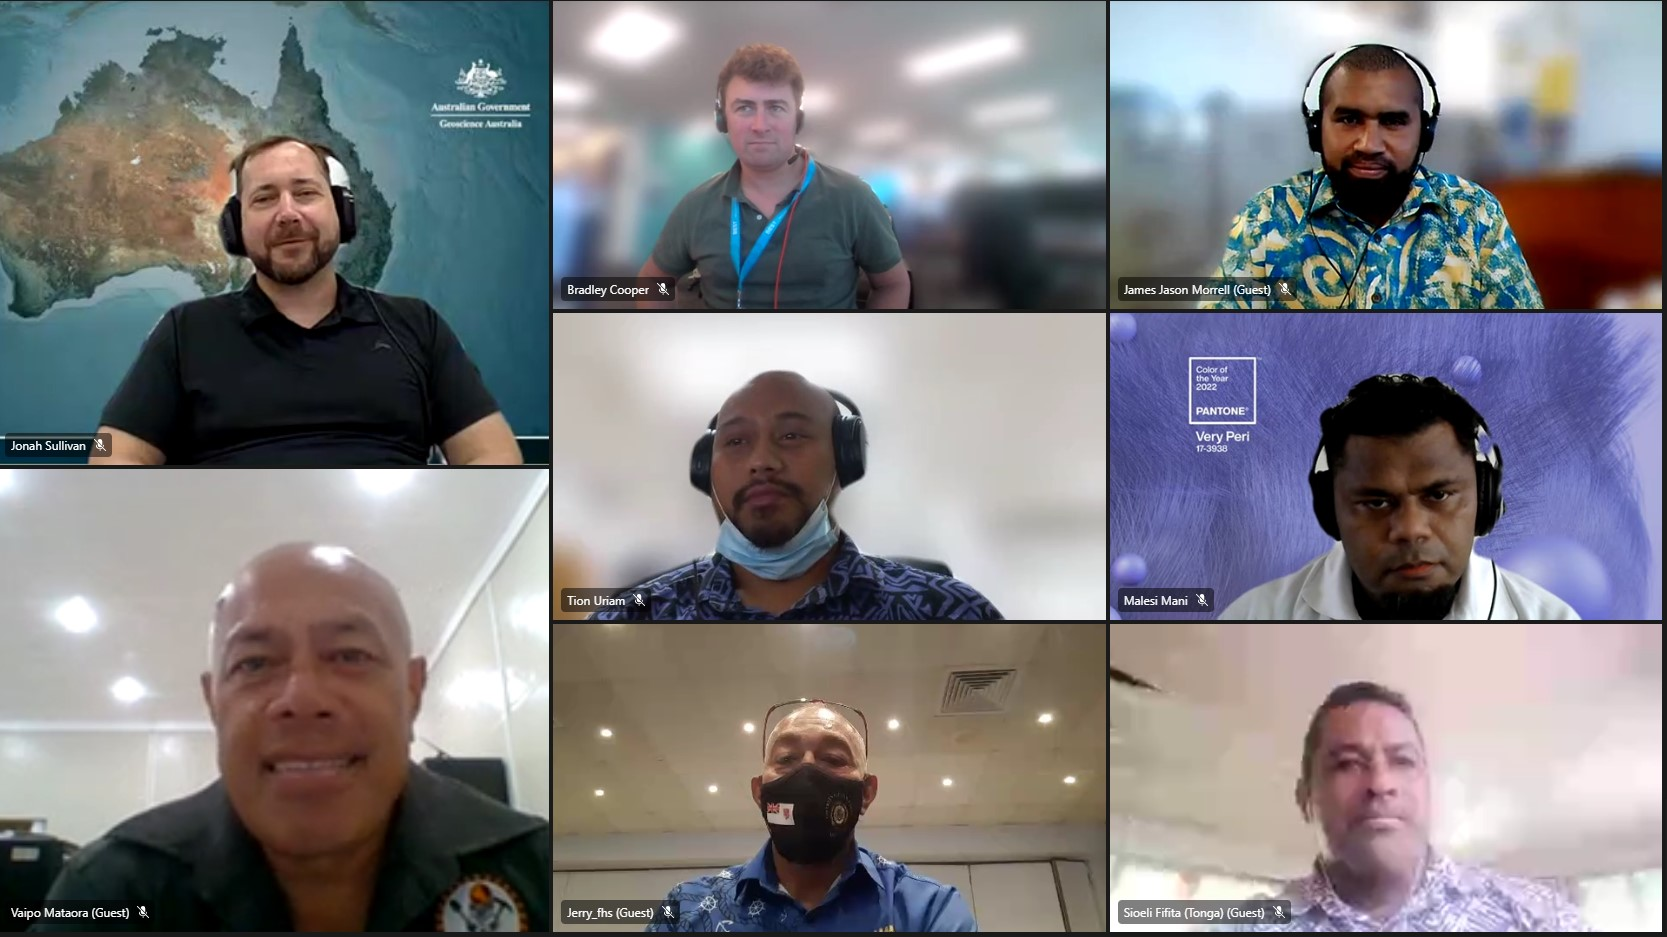 Australian Government
Geoscience Australia
Jonah Sullivan
Bradley Cooper
James Jason Morrell (Guest)
Tion Uriam
Color of
the Year
2022
PANTONE®
Very Peri
17-3938
Malesi Mani
Vaipo Mataora (Guest)
Jerry_fhs (Guest)
Sioeli Fifita (Tonga) (Guest)